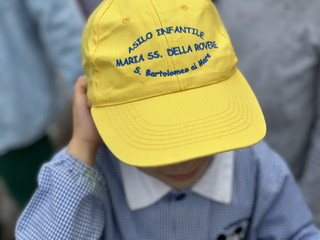 ASILO INFANTILE
MARIA SS. DELLA ROVERE
S. Bartolomeo al Mare